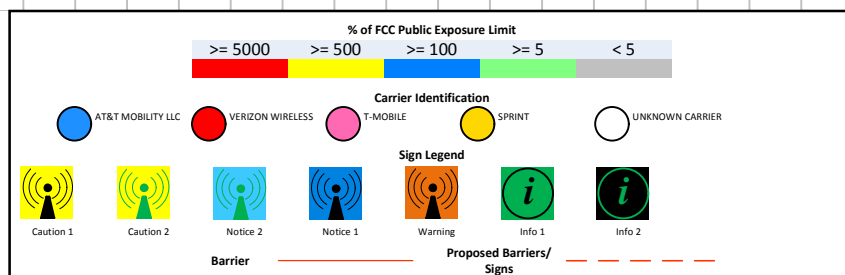 % of FCC Public Exposure Limit
>= 5000 >= 500 >= 100 >= 5 < 5
Carrier Identification
AT&T MOBILITY LLC VERIZON WIRELESS T-MOBILE SPRINT UNKNOWN CARRIER
Sign Legend
i i
Caution 1 Caution 2 Notice 2 Notice 1 Warning Info 1 Info 2
Barrier Proposed Barriers/
Signs